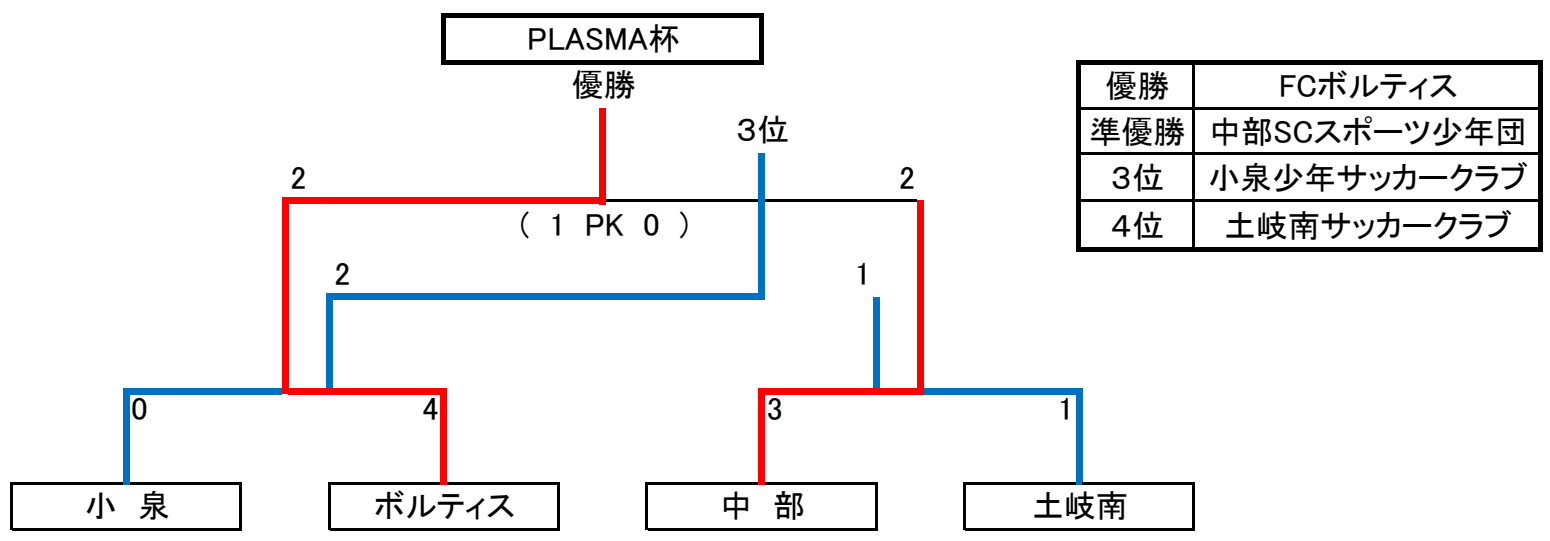 PLASMA杯
優勝
3位
2
2
( 1 PK 0 )
2
1
0
4
3
1
小 泉
ボルティス
中 部
土岐南
優勝 FCボルティス
準優勝 中部SCスポーツ少年団
3位 小泉少年サッカークラブ
4位 土岐南サッカークラブ